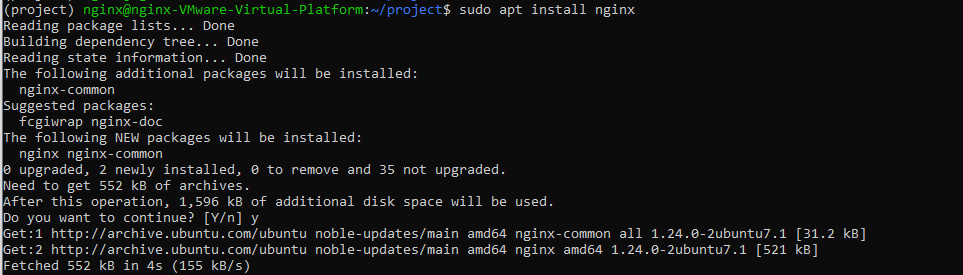 (project) nginx@nginx-VMware-Virtual-Platform:~/project$ sudo apt install nginx
Reading package lists... Done
Building dependency tree... Done
Reading state information... Done
The following additional packages will be installed:
  nginx-common
Suggested packages:
  fcgiwrap nginx-doc
The following NEW packages will be installed:
  nginx nginx-common
0 upgraded, 2 newly installed, 0 to remove and 35 not upgraded.
Need to get 552 kB of archives.
After this operation, 1,596 kB of additional disk space will be used.
Do you want to continue? [Y/n] y
Get:1 http://archive.ubuntu.com/ubuntu noble-updates/main amd64 nginx-common all 1.24.0-2ubuntu7.1 [31.2 kB]
Get:2 http://archive.ubuntu.com/ubuntu noble-updates/main amd64 nginx amd64 1.24.0-2ubuntu7.1 [521 kB]
Fetched 552 kB in 4s (155 kB/s)